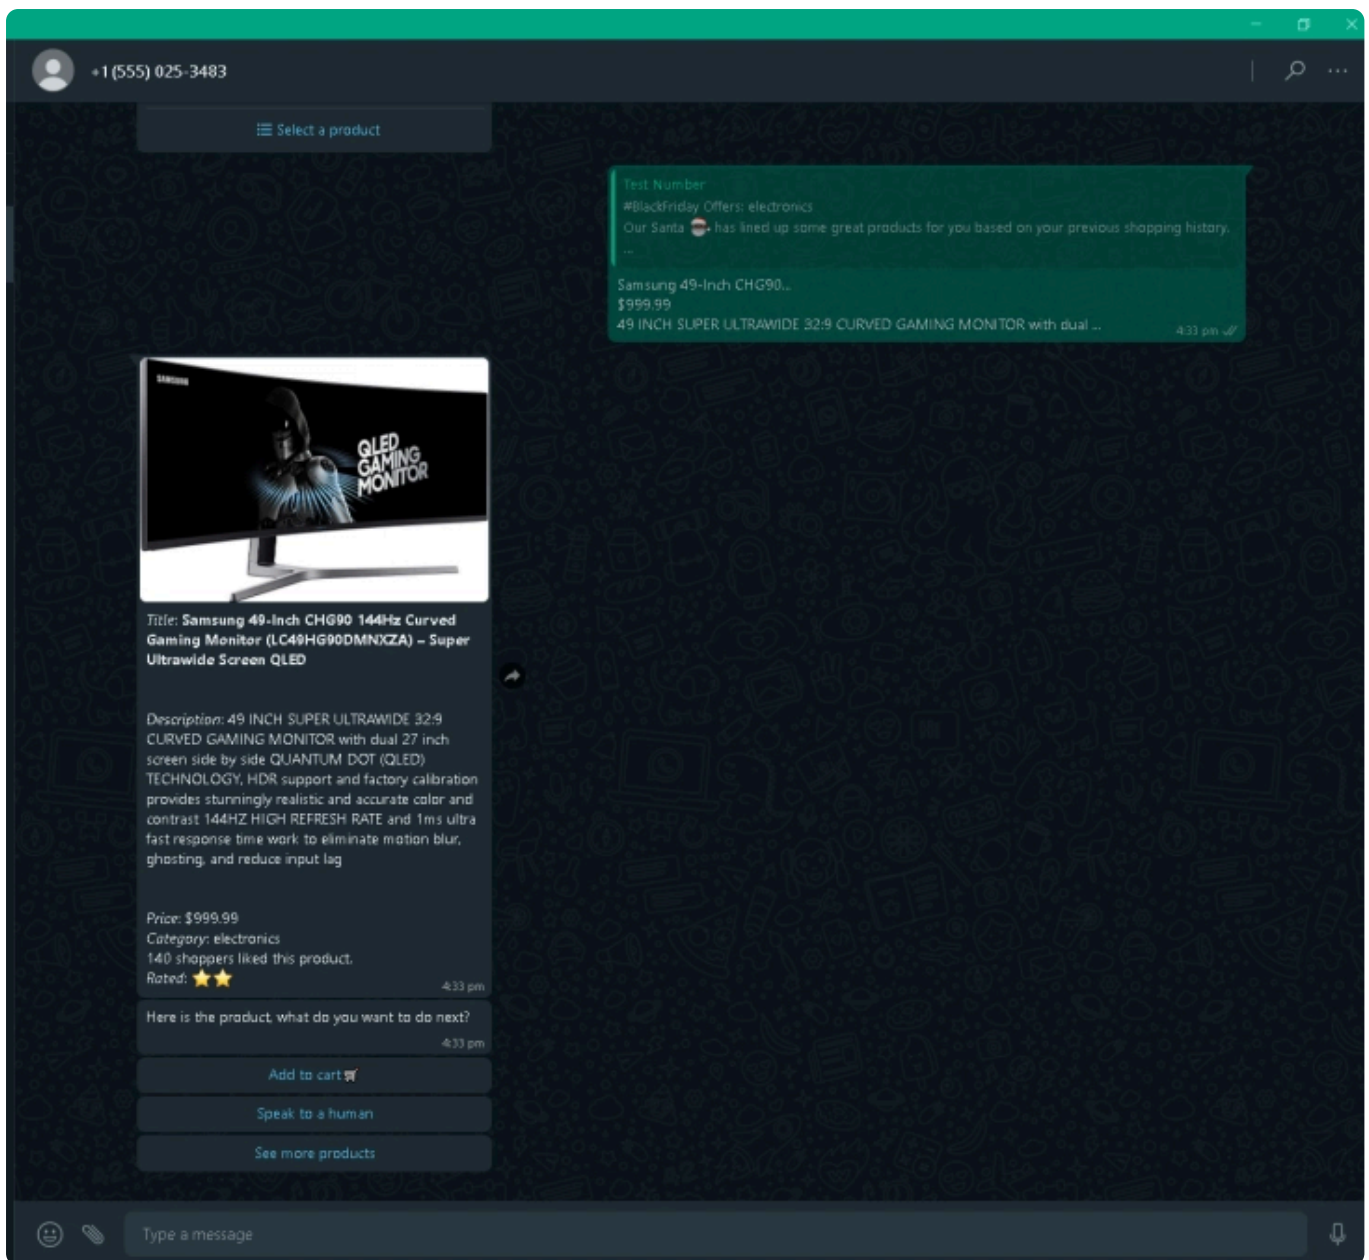 +1 (555) 025-3483
Select a product
Test Number
#BlackFriday Offers: electronics
Our Santa 🎅 has lined up some great products for you based on your previous shopping history.
...
Samsung 49-Inch CHG90...
$999.99
49 INCH SUPER ULTRAWIDE 32:9 CURVED GAMING MONITOR with dual ...
4:33 pm
SAMSUNG
QLED
GAMING
MONITOR
Title: Samsung 49-Inch CHG90 144Hz Curved
Gaming Monitor (LC49HG90DMNXZA) – Super
Ultrawide Screen QLED
Description: 49 INCH SUPER ULTRAWIDE 32:9
CURVED GAMING MONITOR with dual 27 inch
screen side by side QUANTUM DOT (QLED)
TECHNOLOGY, HDR support and factory calibration
provides stunningly realistic and accurate color and
contrast 144HZ HIGH REFRESH RATE and 1ms ultra
fast response time work to eliminate motion blur,
ghosting, and reduce input lag
Price: $999.99
Category: electronics
140 shoppers liked this product.
Rated: ⭐⭐
4:33 pm
Here is the product, what do you want to do next?
4:33 pm
Add to cart🛒
Speak to a human
See more products
Type a message